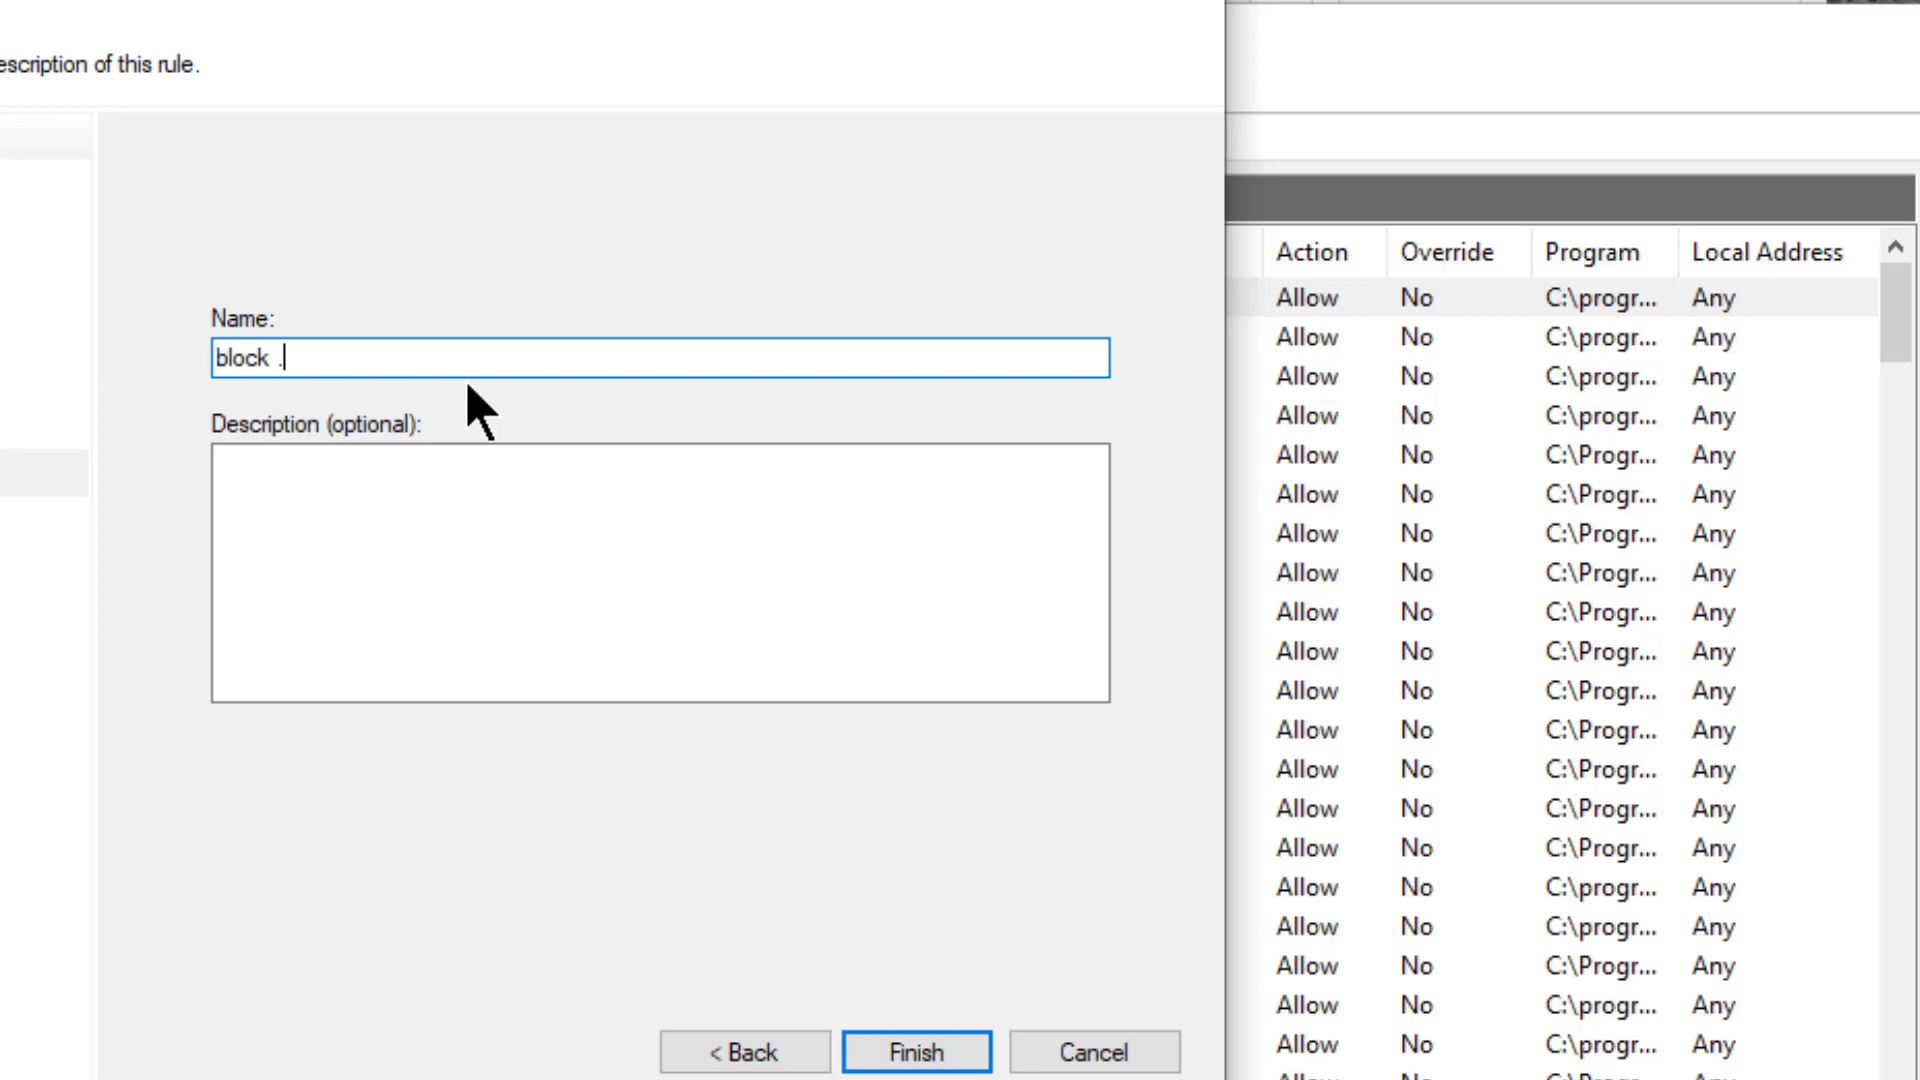 escription of this rule.
Name:
block .
Description (optional):
< Back Finish Cancel
Action Override Program Local Address
Allow No C:\progr... Any
Allow No C:\progr... Any
Allow No C:\progr... Any
Allow No C:\progr... Any
Allow No C:\Progr... Any
Allow No C:\Progr... Any
Allow No C:\Progr... Any
Allow No C:\Progr... Any
Allow No C:\Progr... Any
Allow No C:\Progr... Any
Allow No C:\Progr... Any
Allow No C:\Progr... Any
Allow No C:\Progr... Any
Allow No C:\Progr... Any
Allow No C:\Progr... Any
Allow No C:\progr... Any
Allow No C:\progr... Any
Allow No C:\Progr... Any
Allow No C:\progr... Any
Allow No C:\Progr... Any